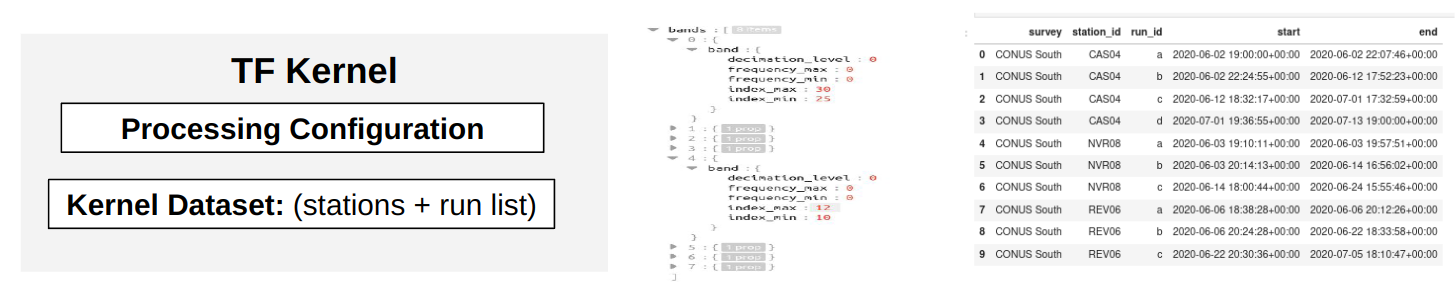 TF Kernel
Processing Configuration
Kernel Dataset: (stations + run list)
bands : [ 8 items
0 : {
band : {
decimation_level : 0
frequency_max : 0
frequency_min : 0
index_max : 30
index_min : 25
}
}
1 : { 1 prop }
2 : { 1 prop }
3 : { 1 prop }
4 : {
band : {
decimation_level : 0
frequency_max : 0
frequency_min : 0
index_max : 12
index_min : 10
}
}
5 : { 1 prop }
6 : { 1 prop }
7 : { 1 prop }
]
survey station_id run_id start end
0 CONUS South CAS04 a 2020-06-02 19:00:00+00:00 2020-06-02 22:07:46+00:00
1 CONUS South CAS04 b 2020-06-02 22:24:55+00:00 2020-06-12 17:52:23+00:00
2 CONUS South CAS04 c 2020-06-12 18:32:17+00:00 2020-07-01 17:32:59+00:00
3 CONUS South CAS04 d 2020-07-01 19:36:55+00:00 2020-07-13 19:00:00+00:00
4 CONUS South NVR08 a 2020-06-03 19:10:11+00:00 2020-06-03 19:57:51+00:00
5 CONUS South NVR08 b 2020-06-03 20:14:13+00:00 2020-06-14 16:56:02+00:00
6 CONUS South NVR08 c 2020-06-14 18:00:44+00:00 2020-06-24 15:55:46+00:00
7 CONUS South REV06 a 2020-06-06 18:38:28+00:00 2020-06-06 20:12:26+00:00
8 CONUS South REV06 b 2020-06-06 20:24:28+00:00 2020-06-22 18:33:58+00:00
9 CONUS South REV06 c 2020-06-22 20:30:36+00:00 2020-07-05 18:10:47+00:00